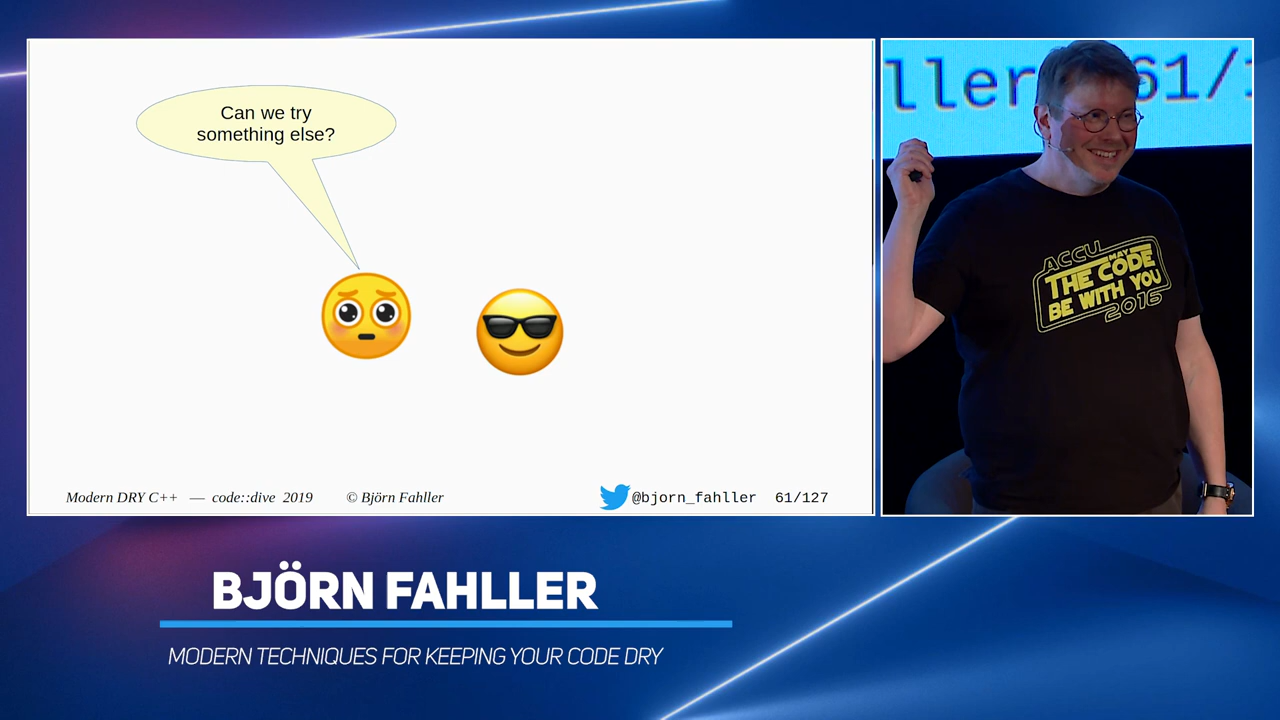 Can we try
something else?
Modern DRY C++ — code::dive 2019 © Björn Fahller
@bjorn_fahller 61/127
ller 61/
ACCU
MAY
THE CODE
BE WITH YOU
2016
BJÖRN FAHLLER
MODERN TECHNIQUES FOR KEEPING YOUR CODE DRY